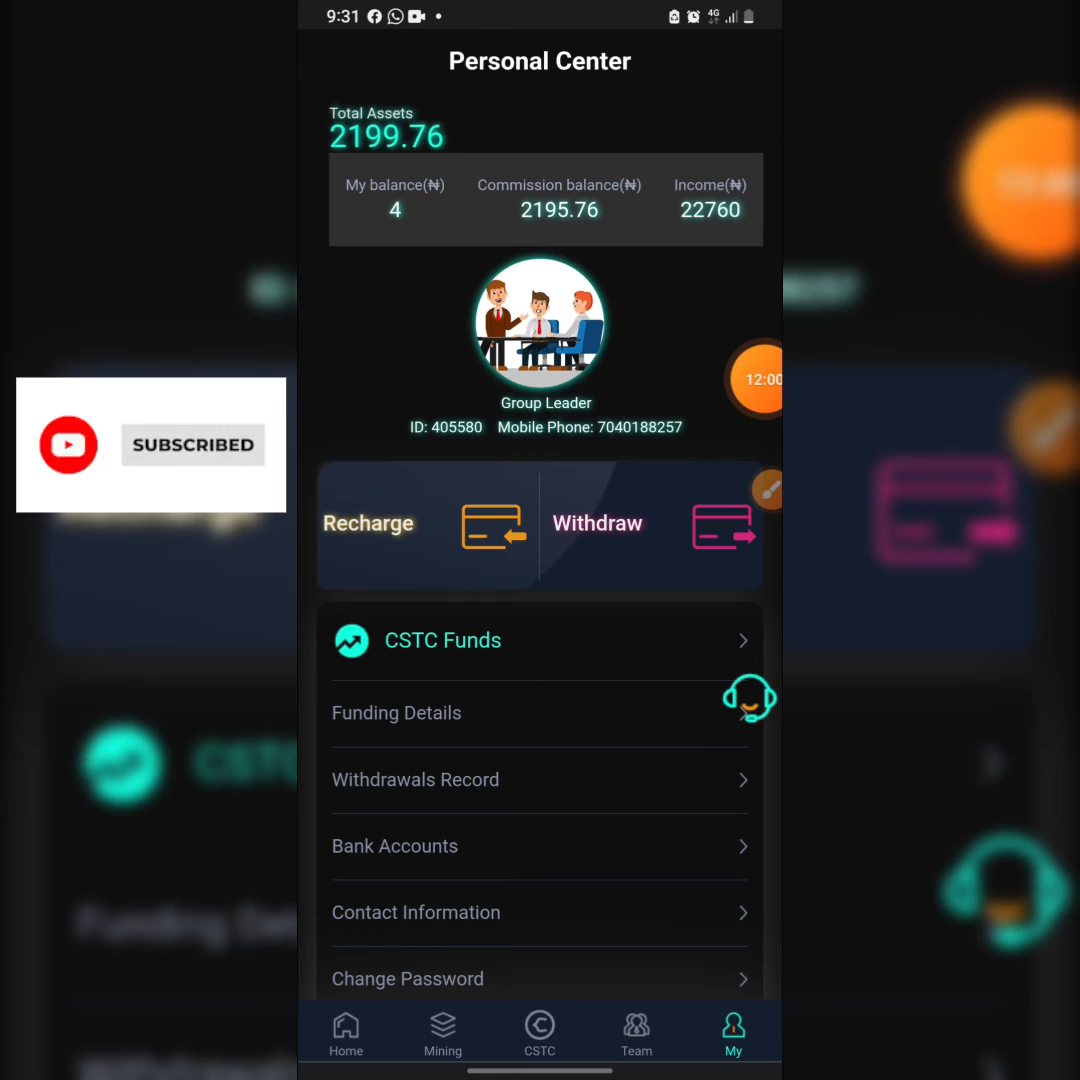 9:31
4G
Personal Center
Total Assets
2199.76
My balance(₦) Commission balance(₦) Income(₦)
4 2195.76 22760
12:00
Group Leader
ID: 405580 Mobile Phone: 7040188257
SUBSCRIBED
Recharge Withdraw
CSTC Funds
Funding Details
Withdrawals Record
Bank Accounts
Contact Information
Change Password
Home Mining CSTC Team My